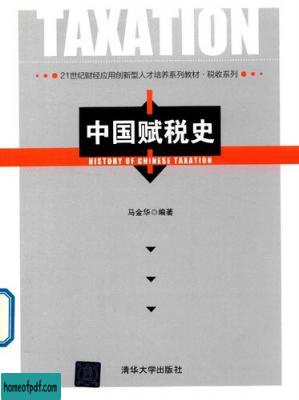 TAXATION
21世纪财经应用创新型人才培养系列教材·税收系列
中国赋税史
HISTORY OF CHINESE TAXATION
马金华◎编著
清华大学出版社
homeofpdf.com